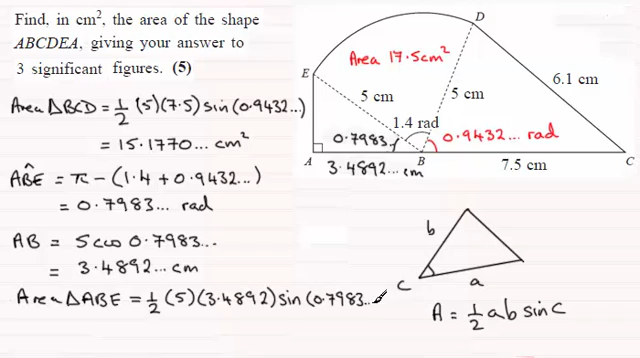 Find, in cm², the area of the shape
ABCDEA, giving your answer to
3 significant figures. (5)
Area △BCD = 1/2 (5)(7.5) sin(0.9432...)
= 15.1770... cm²
AB̂E = π - (1.4 + 0.9432...)
= 0.7983... rad
AB = 5 cos 0.7983...
= 3.4892... cm
Area △ABE = 1/2 (5)(3.4892) sin(0.7983...
D
Area 17.5cm²
E
6.1 cm
5 cm
5 cm
1.4 rad
0.7983
0.9432... rad
A
B
C
3.4892... cm
7.5 cm
b
C
a
A = 1/2 ab sin C